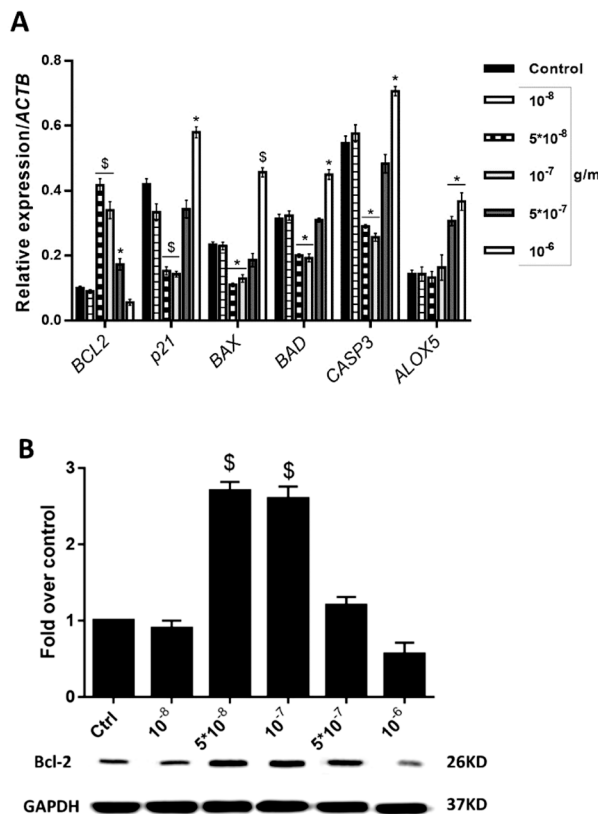 A
Relative expression/ACTB
0.8
0.6
0.4
0.2
0.0
$
*
*
$
*
$
*
*
*
*
*
*
BCL2
p21
BAX
BAD
CASP3
ALOX5
Control
10⁻⁸
5*10⁻⁸
10⁻⁷
5*10⁻⁷
10⁻⁶
g/m
B
Fold over control
3
2
1
0
$ $
Ctrl 10⁻⁸ 5*10⁻⁸ 10⁻⁷ 5*10⁻⁷ 10⁻⁶
Bcl-2 26KD
GAPDH 37KD